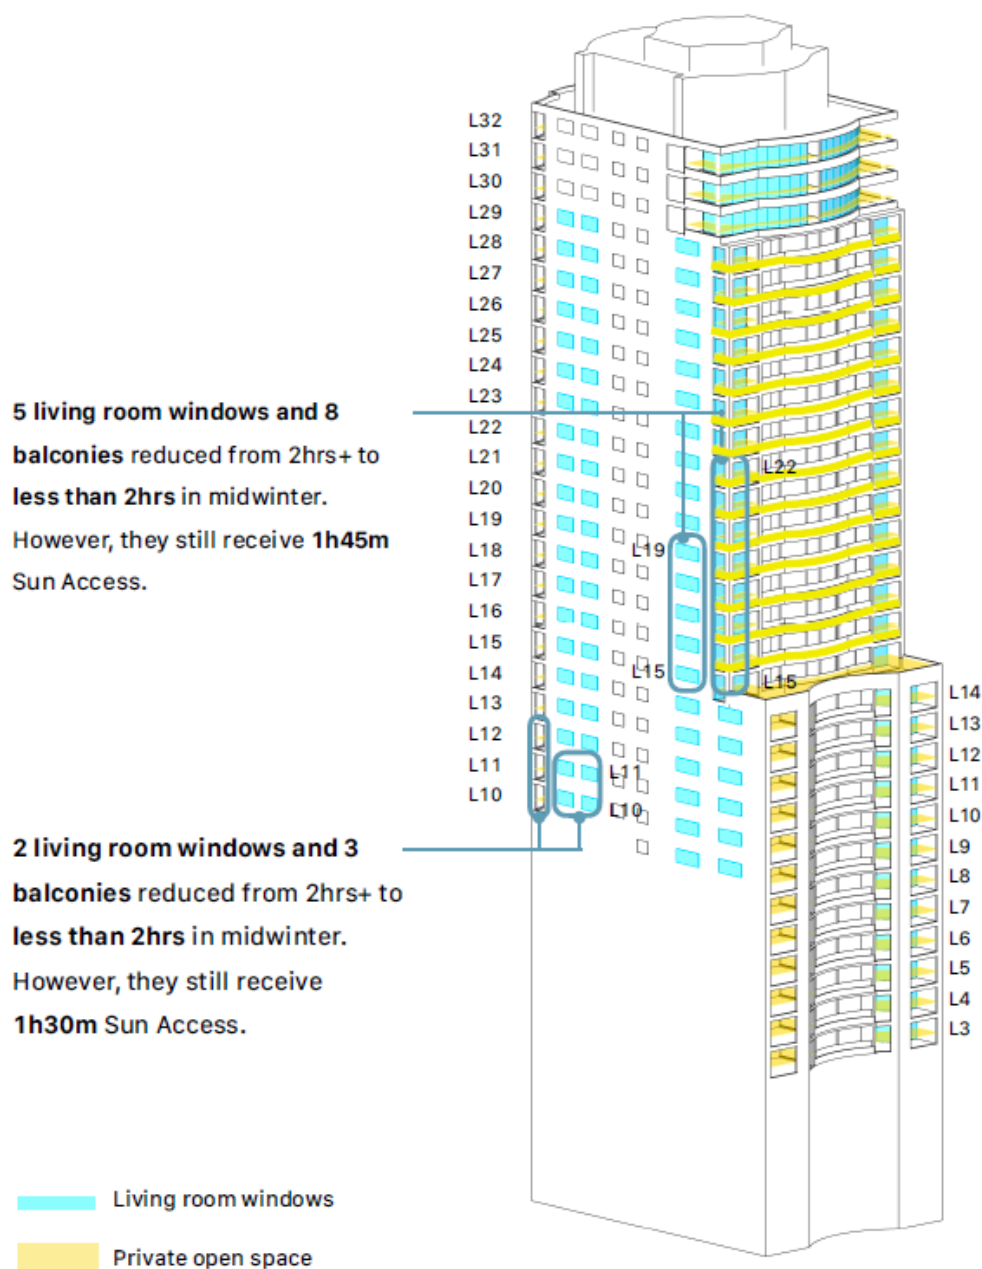 L32
L31
L30
L29
L28
L27
L26
L25
L24
L23
L22
L21
L20
L19
L18
L17
L16
L15
L14
L13
L12
L11
L10
5 living room windows and 8
balconies reduced from 2hrs+ to
less than 2hrs in midwinter.
However, they still receive 1h45m
Sun Access.
L22
L19
L15
L15
L11
L10
L14
L13
L12
L11
L10
L9
L8
L7
L6
L5
L4
L3
2 living room windows and 3
balconies reduced from 2hrs+ to
less than 2hrs in midwinter.
However, they still receive
1h30m Sun Access.
Living room windows
Private open space